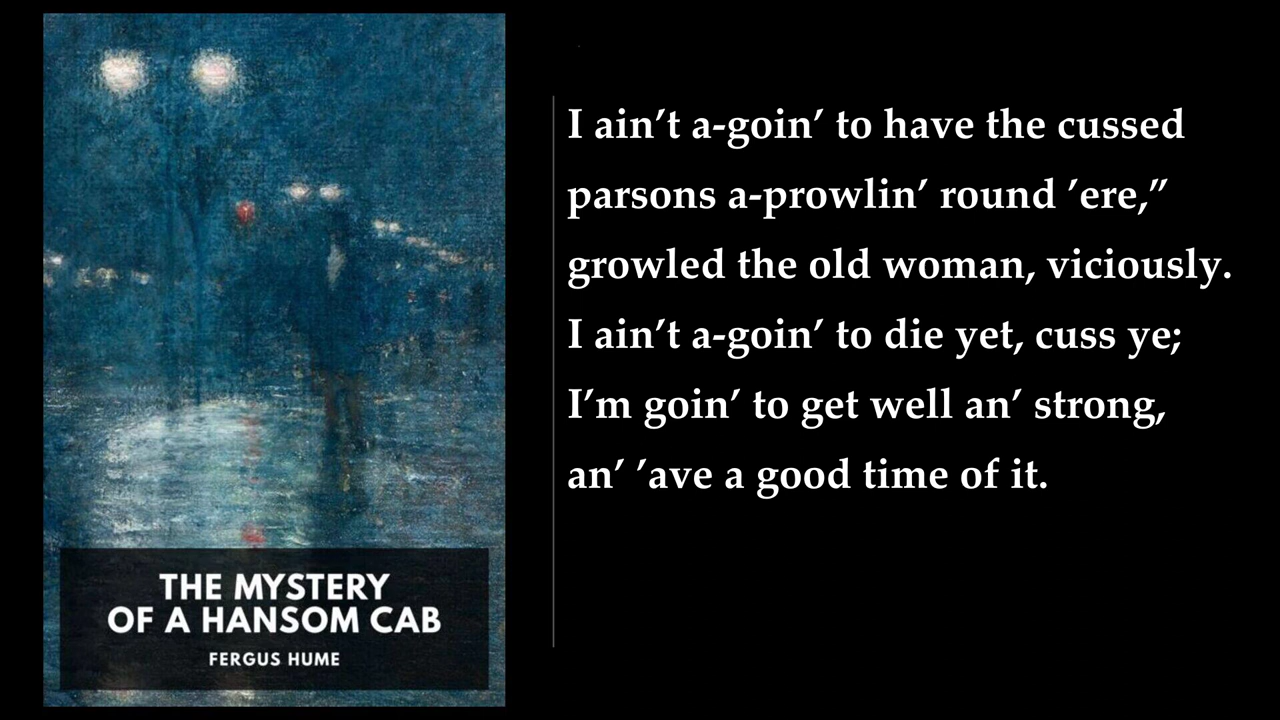 THE MYSTERY
OF A HANSOM CAB
FERGUS HUME
I ain’t a-goin’ to have the cussed
parsons a-prowlin’ round ’ere,”
growled the old woman, viciously.
I ain’t a-goin’ to die yet, cuss ye;
I’m goin’ to get well an’ strong,
an’ ’ave a good time of it.